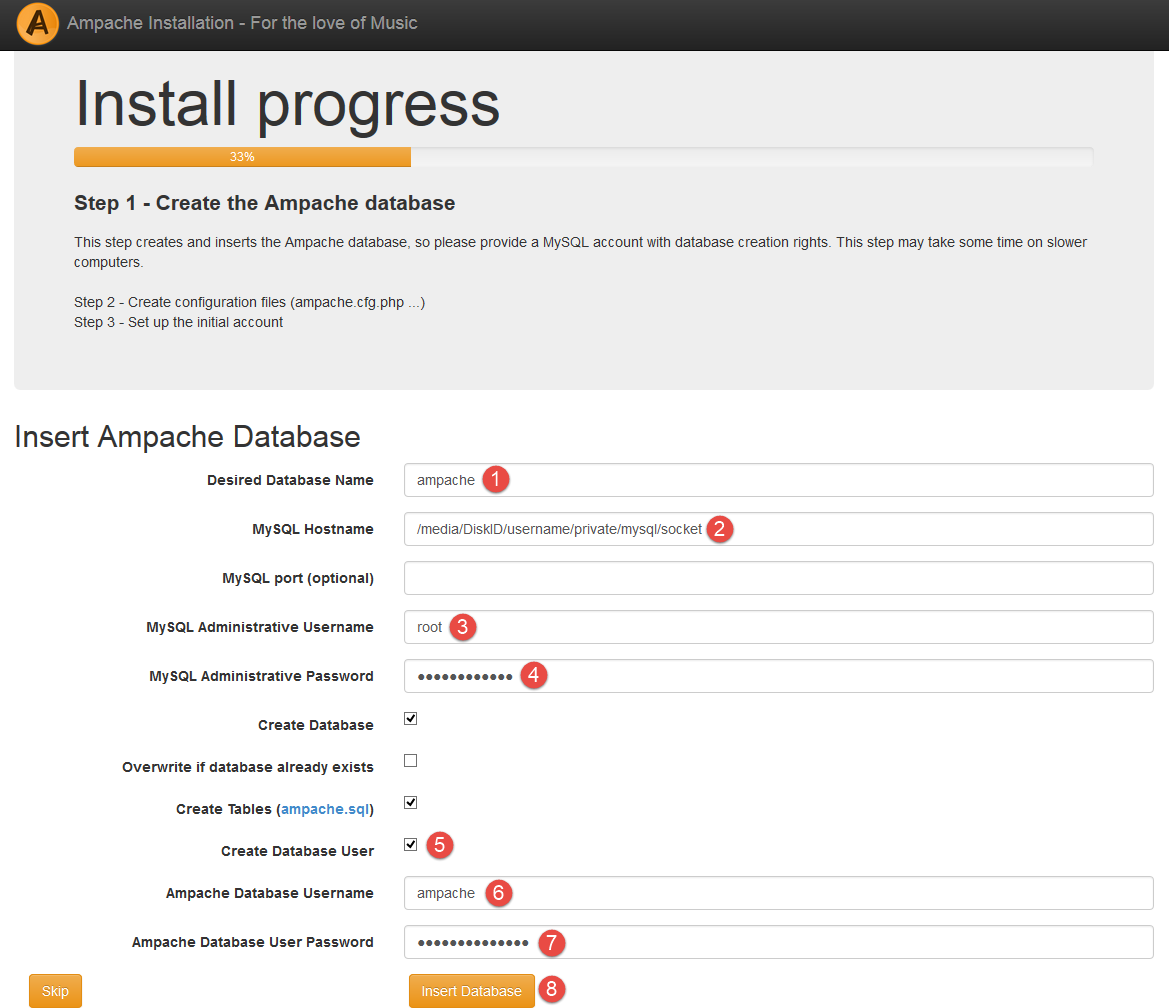 Ampache Installation - For the love of Music
Install progress
33%
Step 1 - Create the Ampache database
This step creates and inserts the Ampache database, so please provide a MySQL account with database creation rights. This step may take some time on slower
computers.
Step 2 - Create configuration files (ampache.cfg.php ...)
Step 3 - Set up the initial account
Insert Ampache Database
Desired Database Name ampache 1
MySQL Hostname /media/DiskID/username/private/mysql/socket 2
MySQL port (optional)
MySQL Administrative Username root 3
MySQL Administrative Password •••••••••••• 4
Create Database
Overwrite if database already exists
Create Tables (ampache.sql)
Create Database User 5
Ampache Database Username ampache 6
Ampache Database User Password •••••••••••••• 7
Skip Insert Database 8